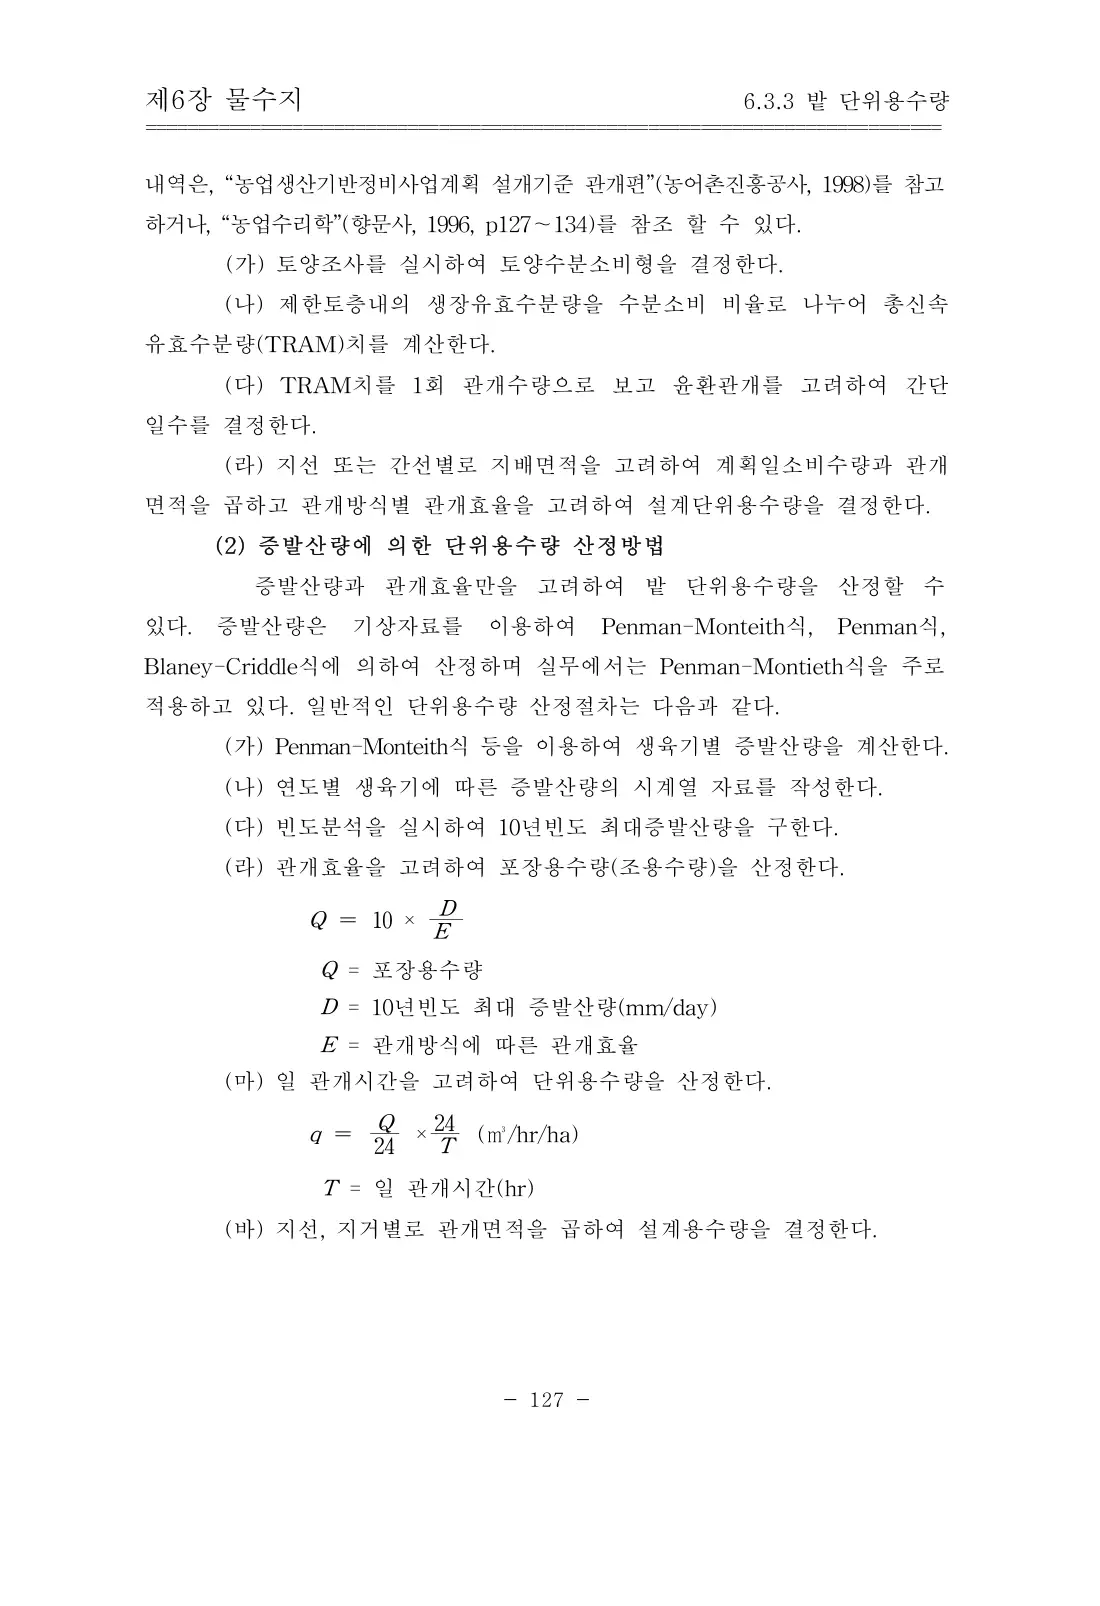 제6장 물수지 6.3.3 밭 단위용수량
내역은, “농업생산기반정비사업계획 설개기준 관개편”(농어촌진흥공사, 1998)를 참고
하거나, “농업수리학”(향문사, 1996, p127~134)를 참조 할 수 있다.
(가) 토양조사를 실시하여 토양수분소비형을 결정한다.
(나) 제한토층내의 생장유효수분량을 수분소비 비율로 나누어 총신속
유효수분량(TRAM)치를 계산한다.
(다) TRAM치를 1회 관개수량으로 보고 윤환관개를 고려하여 간단
일수를 결정한다.
(라) 지선 또는 간선별로 지배면적을 고려하여 계획일소비수량과 관개
면적을 곱하고 관개방식별 관개효율을 고려하여 설계단위용수량을 결정한다.
(2) 증발산량에 의한 단위용수량 산정방법
증발산량과 관개효율만을 고려하여 밭 단위용수량을 산정할 수
있다. 증발산량은 기상자료를 이용하여 Penman-Monteith식, Penman식,
Blaney-Criddle식에 의하여 산정하며 실무에서는 Penman-Montieth식을 주로
적용하고 있다. 일반적인 단위용수량 산정절차는 다음과 같다.
(가) Penman-Monteith식 등을 이용하여 생육기별 증발산량을 계산한다.
(나) 연도별 생육기에 따른 증발산량의 시계열 자료를 작성한다.
(다) 빈도분석을 실시하여 10년빈도 최대증발산량을 구한다.
(라) 관개효율을 고려하여 포장용수량(조용수량)을 산정한다.
Q = 10 × D/E
Q = 포장용수량
D = 10년빈도 최대 증발산량(mm/day)
E = 관개방식에 따른 관개효율
(마) 일 관개시간을 고려하여 단위용수량을 산정한다.
q = Q/24 × 24/T (㎥/hr/ha)
T = 일 관개시간(hr)
(바) 지선, 지거별로 관개면적을 곱하여 설계용수량을 결정한다.
- 127 -